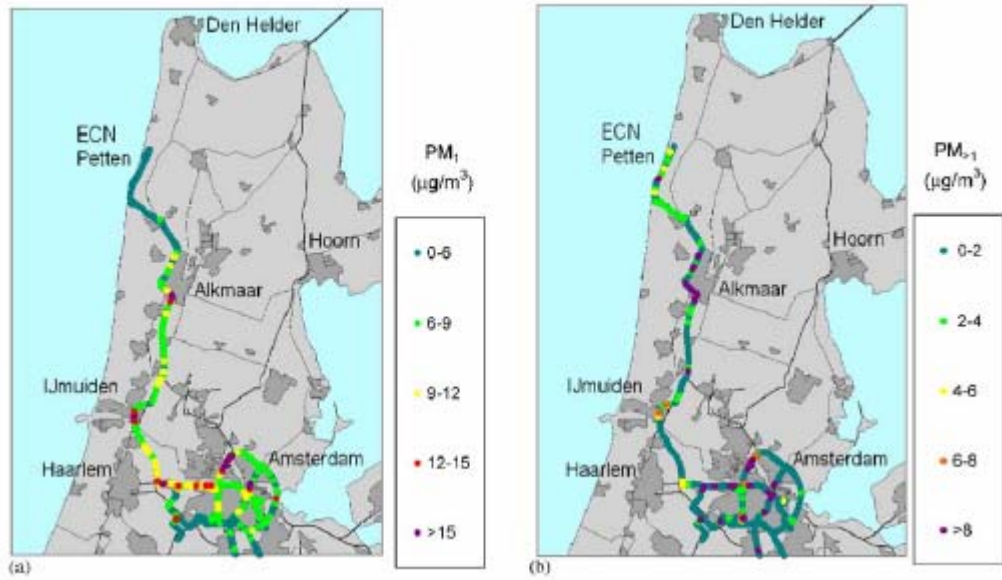 Den Helder
ECN
Petten
Hoorn
Alkmaar
IJmuiden
Haarlem
Amsterdam
PM1
(µg/m3)
0-6
6-9
9-12
12-15
>15
(a)
Den Helder
ECN
Petten
Hoorn
Alkmaar
IJmuiden
Haarlem
Amsterdam
PM>1
(µg/m3)
0-2
2-4
4-6
6-8
>8
(b)